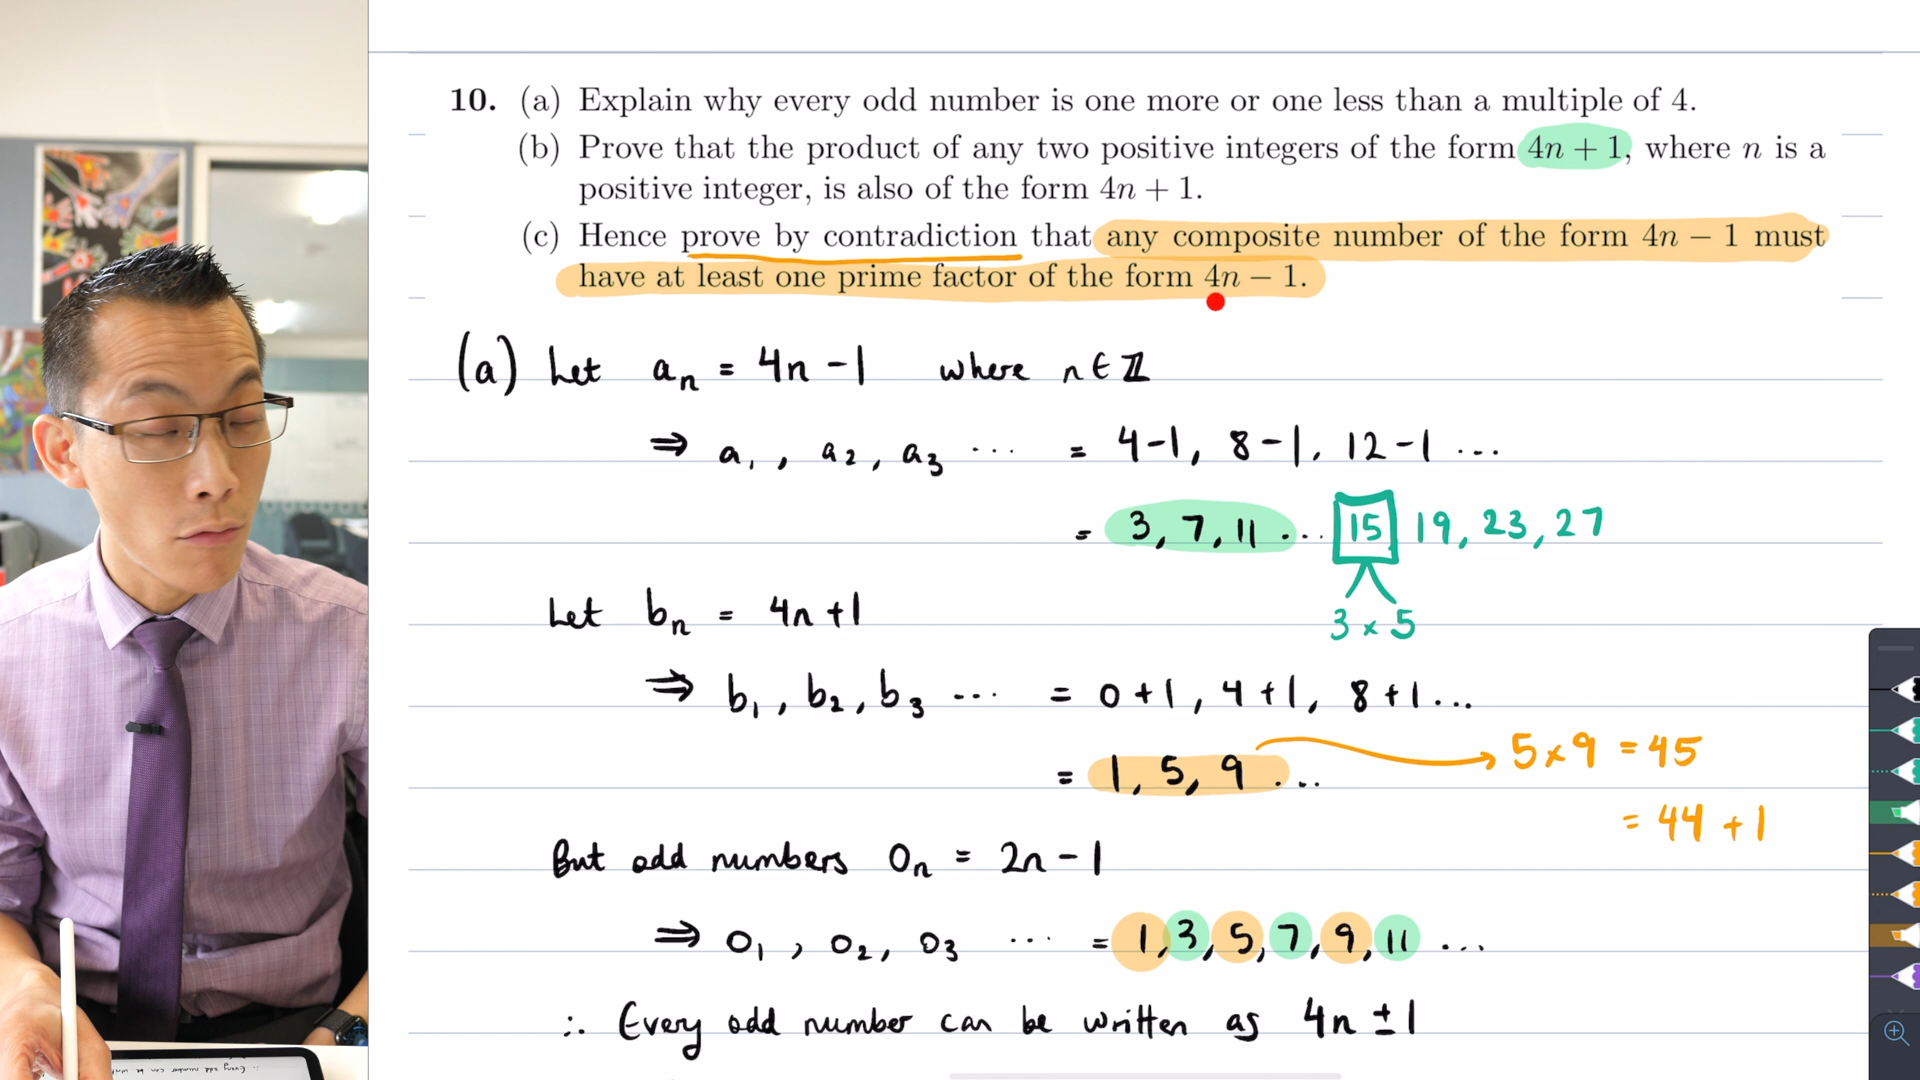 10. (a) Explain why every odd number is one more or one less than a multiple of 4.
(b) Prove that the product of any two positive integers of the form 4n + 1, where n is a
positive integer, is also of the form 4n + 1.
(c) Hence prove by contradiction that any composite number of the form 4n − 1 must
have at least one prime factor of the form 4n − 1.
(a) Let aₙ = 4n - 1 where n ∈ ℤ
⇒ a₁, a₂, a₃ ... = 4-1, 8-1, 12-1 ...
= 3, 7, 11 ... 15 19, 23, 27
3 × 5
Let bₙ = 4n + 1
⇒ b₁, b₂, b₃ ... = 0+1, 4+1, 8+1 ...
5 × 9 = 45
= 1, 5, 9 ...
= 44 + 1
But odd numbers Oₙ = 2n - 1
⇒ O₁, O₂, O₃ ... = 1, 3, 5, 7, 9, 11 ...
∴ Every odd number can be written as 4n ± 1